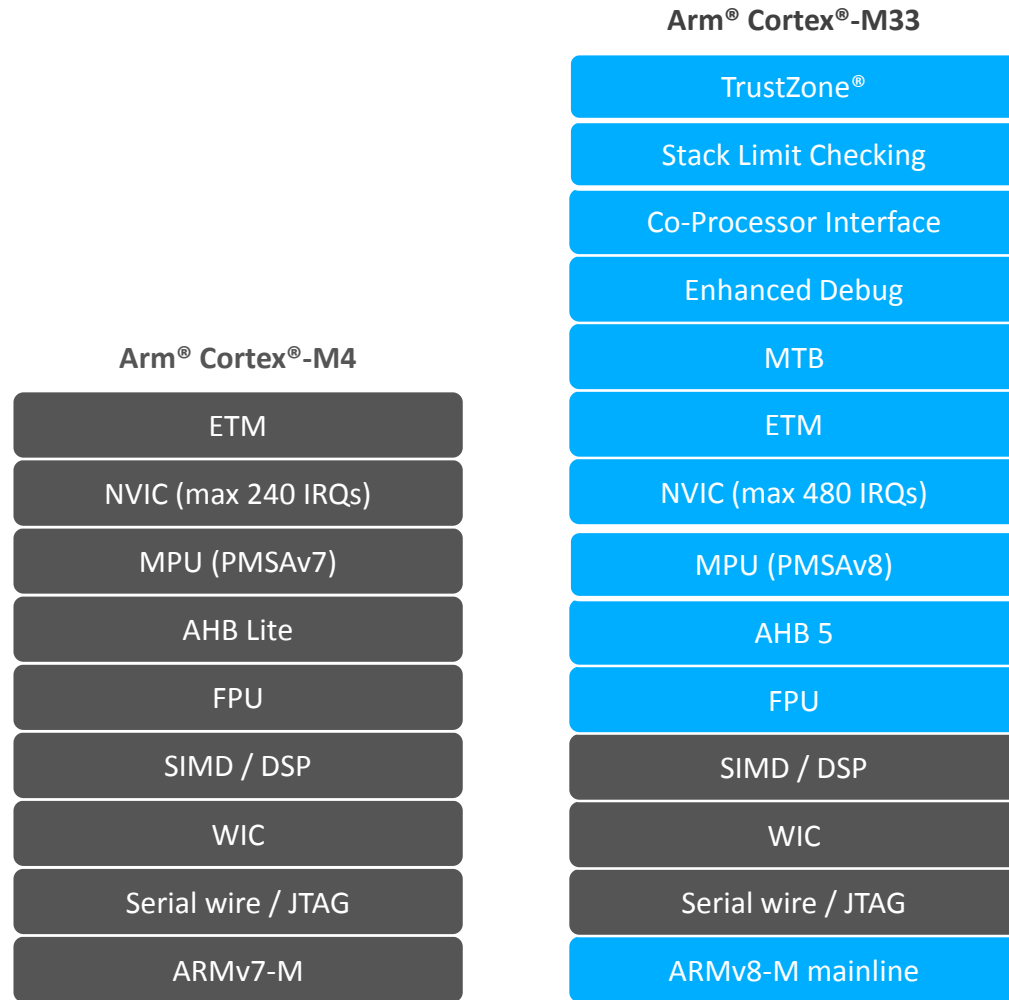 Arm® Cortex®-M33
TrustZone®
Stack Limit Checking
Co-Processor Interface
Enhanced Debug
MTB
ETM
NVIC (max 480 IRQs)
MPU (PMSAv8)
AHB 5
FPU
SIMD / DSP
WIC
Serial wire / JTAG
ARMv8-M mainline
Arm® Cortex®-M4
ETM
NVIC (max 240 IRQs)
MPU (PMSAv7)
AHB Lite
FPU
SIMD / DSP
WIC
Serial wire / JTAG
ARMv7-M